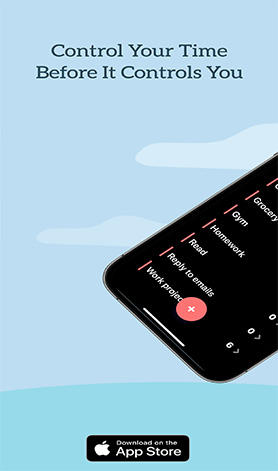 Control Your Time
Before It Controls You
Grocery
Gym
Homework
Read
Reply to emails
Work projec
0
0
6
Download on the
App Store